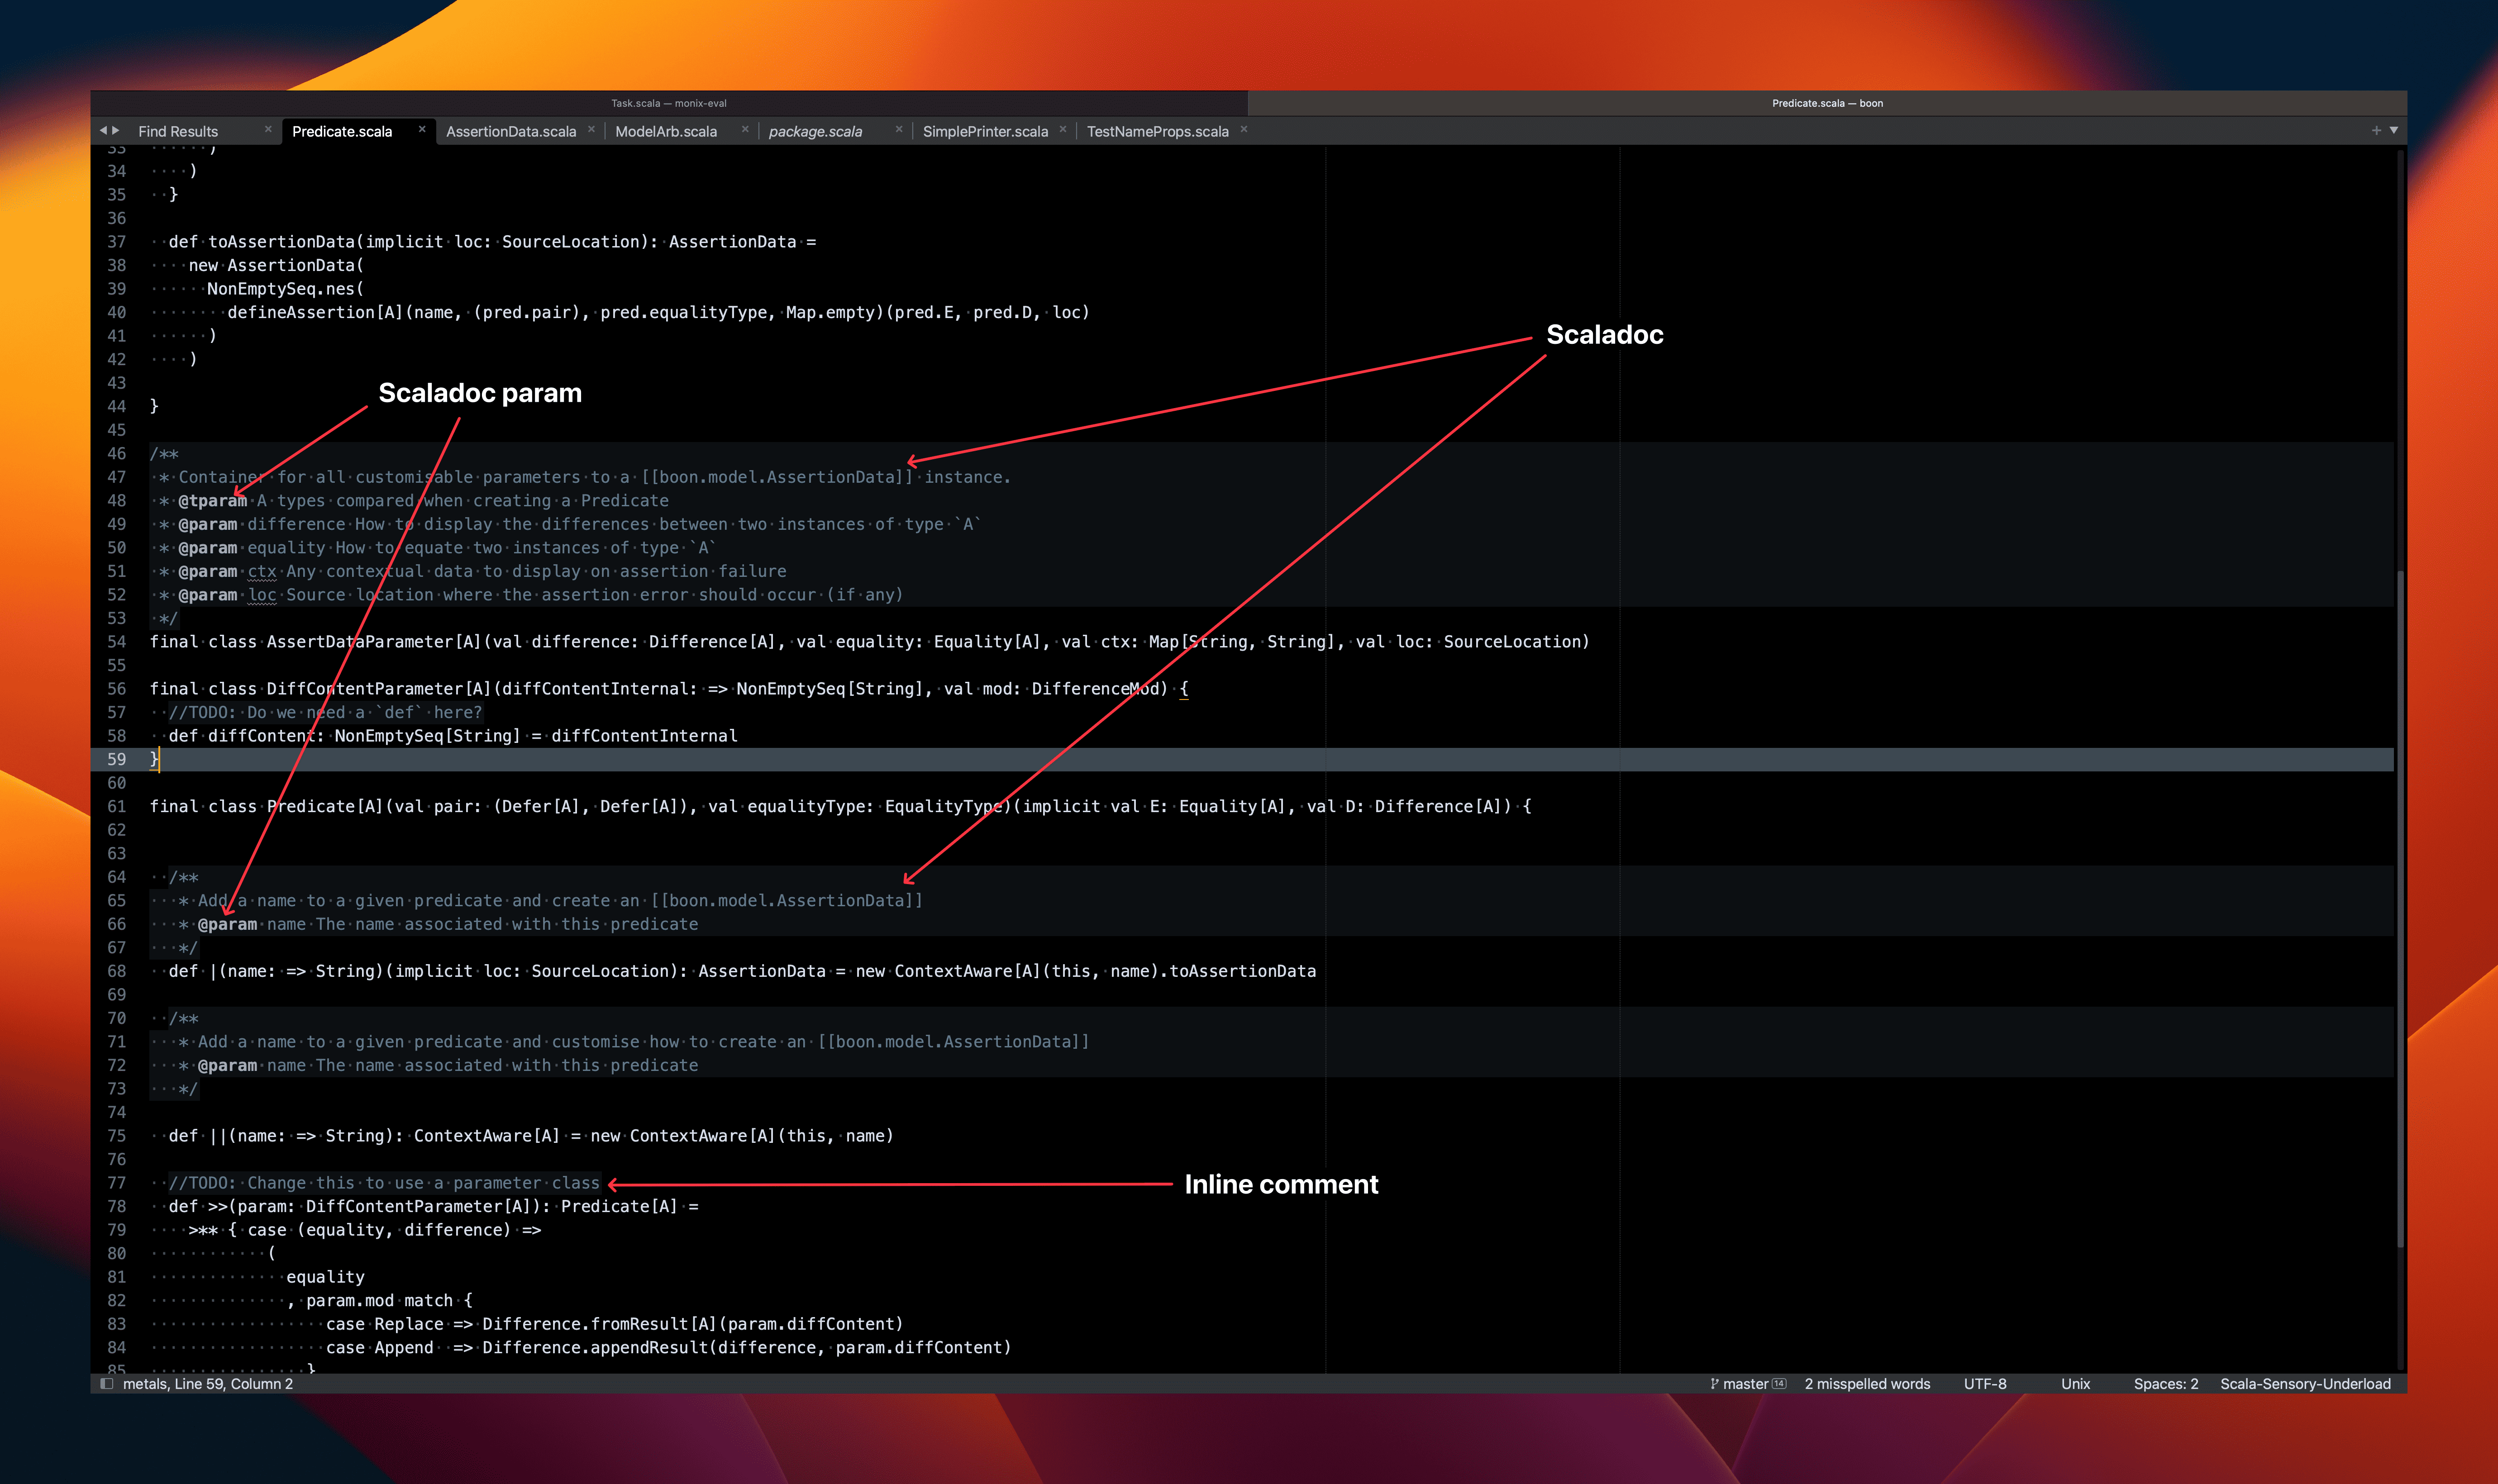 Task.scala — monix-eval
Predicate.scala — boon
Find Results
Predicate.scala
AssertionData.scala
ModelArb.scala
package.scala
SimplePrinter.scala
TestNameProps.scala
33 )
34 )
35 }
36
37 def toAssertionData(implicit loc: SourceLocation): AssertionData =
38 new AssertionData(
39 NonEmptySeq.nes(
40 defineAssertion[A](name, (pred.pair), pred.equalityType, Map.empty)(pred.E, pred.D, loc)
41 )
Scaladoc
42 )
43
Scaladoc param
44 }
45
46 /**
47 * Container for all customisable parameters to a [[boon.model.AssertionData]] instance.
48 * @tparam A types compared when creating a Predicate
49 * @param difference How to display the differences between two instances of type `A`
50 * @param equality How to equate two instances of type `A`
51 * @param ctx Any contextual data to display on assertion failure
52 * @param loc Source location where the assertion error should occur (if any)
53 */
54 final class AssertDataParameter[A](val difference: Difference[A], val equality: Equality[A], val ctx: Map[String, String], val loc: SourceLocation)
55
56 final class DiffContentParameter[A](diffContentInternal: => NonEmptySeq[String], val mod: DifferenceMod) {
57 //TODO: Do we need a `def` here?
58 def diffContent: NonEmptySeq[String] = diffContentInternal
59 }
60
61 final class Predicate[A](val pair: (Defer[A], Defer[A]), val equalityType: EqualityType)(implicit val E: Equality[A], val D: Difference[A]) {
62
63
64 /**
65 * Add a name to a given predicate and create an [[boon.model.AssertionData]]
66 * @param name The name associated with this predicate
67 */
68 def |(name: => String)(implicit loc: SourceLocation): AssertionData = new ContextAware[A](this, name).toAssertionData
69
70 /**
71 * Add a name to a given predicate and customise how to create an [[boon.model.AssertionData]]
72 * @param name The name associated with this predicate
73 */
74
75 def ||(name: => String): ContextAware[A] = new ContextAware[A](this, name)
76
77 //TODO: Change this to use a parameter class
Inline comment
78 def >>(param: DiffContentParameter[A]): Predicate[A] =
79 >** { case (equality, difference) =>
80 (
81 equality
82 , param.mod match {
83 case Replace => Difference.fromResult[A](param.diffContent)
84 case Append  => Difference.appendResult(difference, param.diffContent)
85 }
metals, Line 59, Column 2
master 14
2 misspelled words
UTF-8
Unix
Spaces: 2
Scala-Sensory-Underload